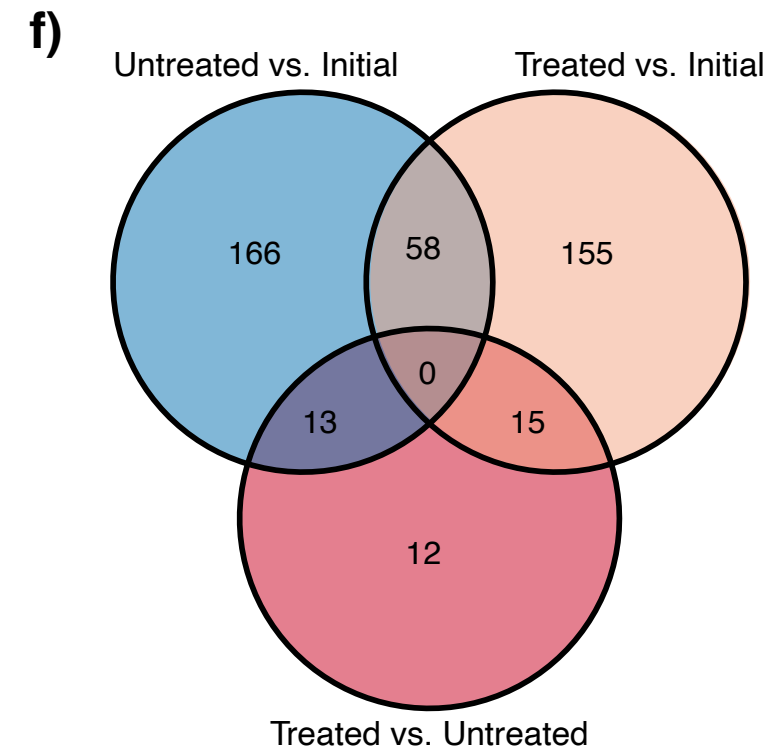 f)
Untreated vs. Initial
Treated vs. Initial
166
58
155
0
13
15
12
Treated vs. Untreated